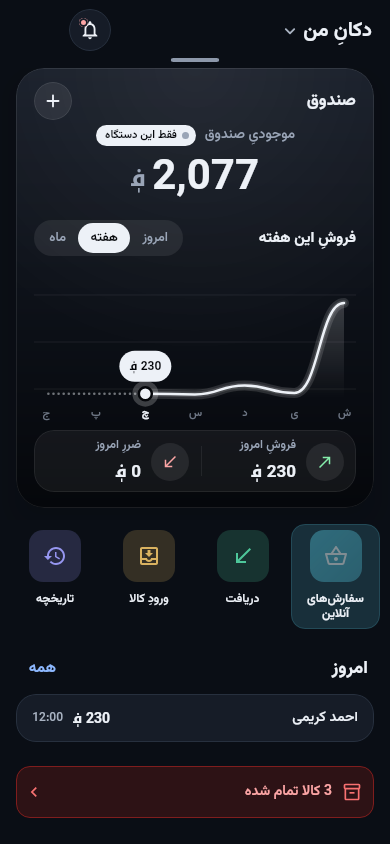 دکانِ من
صندوق
موجودیِ صندوق
فقط این دستگاه
2,077 ؋
فروشِ این هفته
امروز هفته ماه
230 ؋
ش ی د س چ پ ج
فروشِ امروز
230 ؋
ضررِ امروز
0 ؋
سفارش‌های
آنلاین
دریافت
ورودِ کالا
تاریخچه
امروز
همه
احمد کریمی
230 ؋ 12:00
3 کالا تمام شده